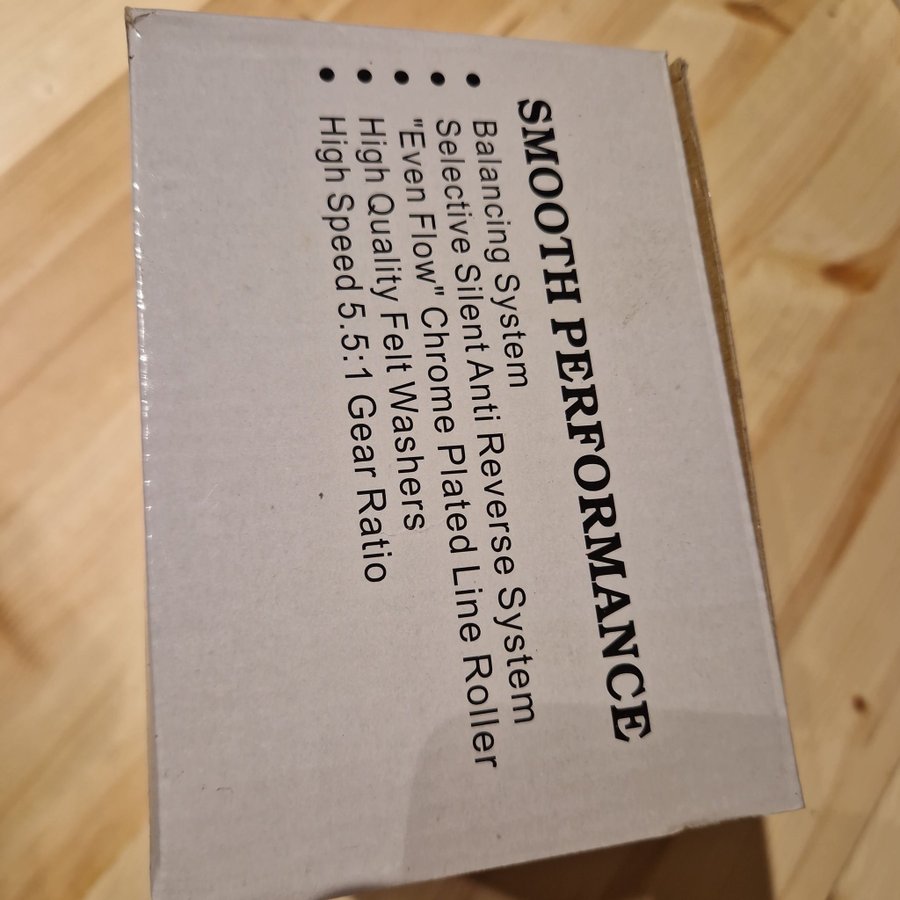 SMOOTH PERFORMANCE
• Balancing System
• Selective Silent Anti Reverse System
• "Even Flow" Chrome Plated Line Roller
• High Quality Felt Washers
• High Speed 5.5:1 Gear Ratio